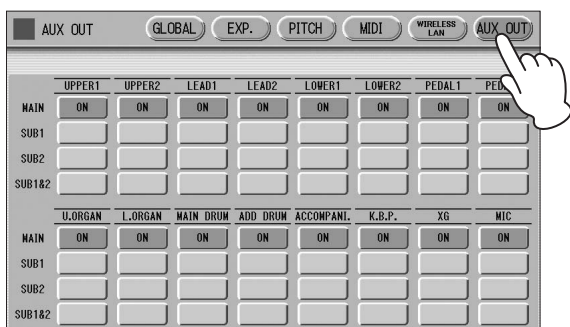 AUX OUT GLOBAL EXP. PITCH MIDI WIRELESS LAN AUX OUT
UPPER1 UPPER2 LEAD1 LEAD2 LOWER1 LOWER2 PEDAL1
MAIN ON ON ON ON ON ON ON ON
SUB1
SUB2
SUB1&2
U.ORGAN L.ORGAN MAIN DRUM ADD DRUM ACCOMPANI. K.B.P. XG MIC
MAIN ON ON ON ON ON ON ON ON
SUB1
SUB2
SUB1&2